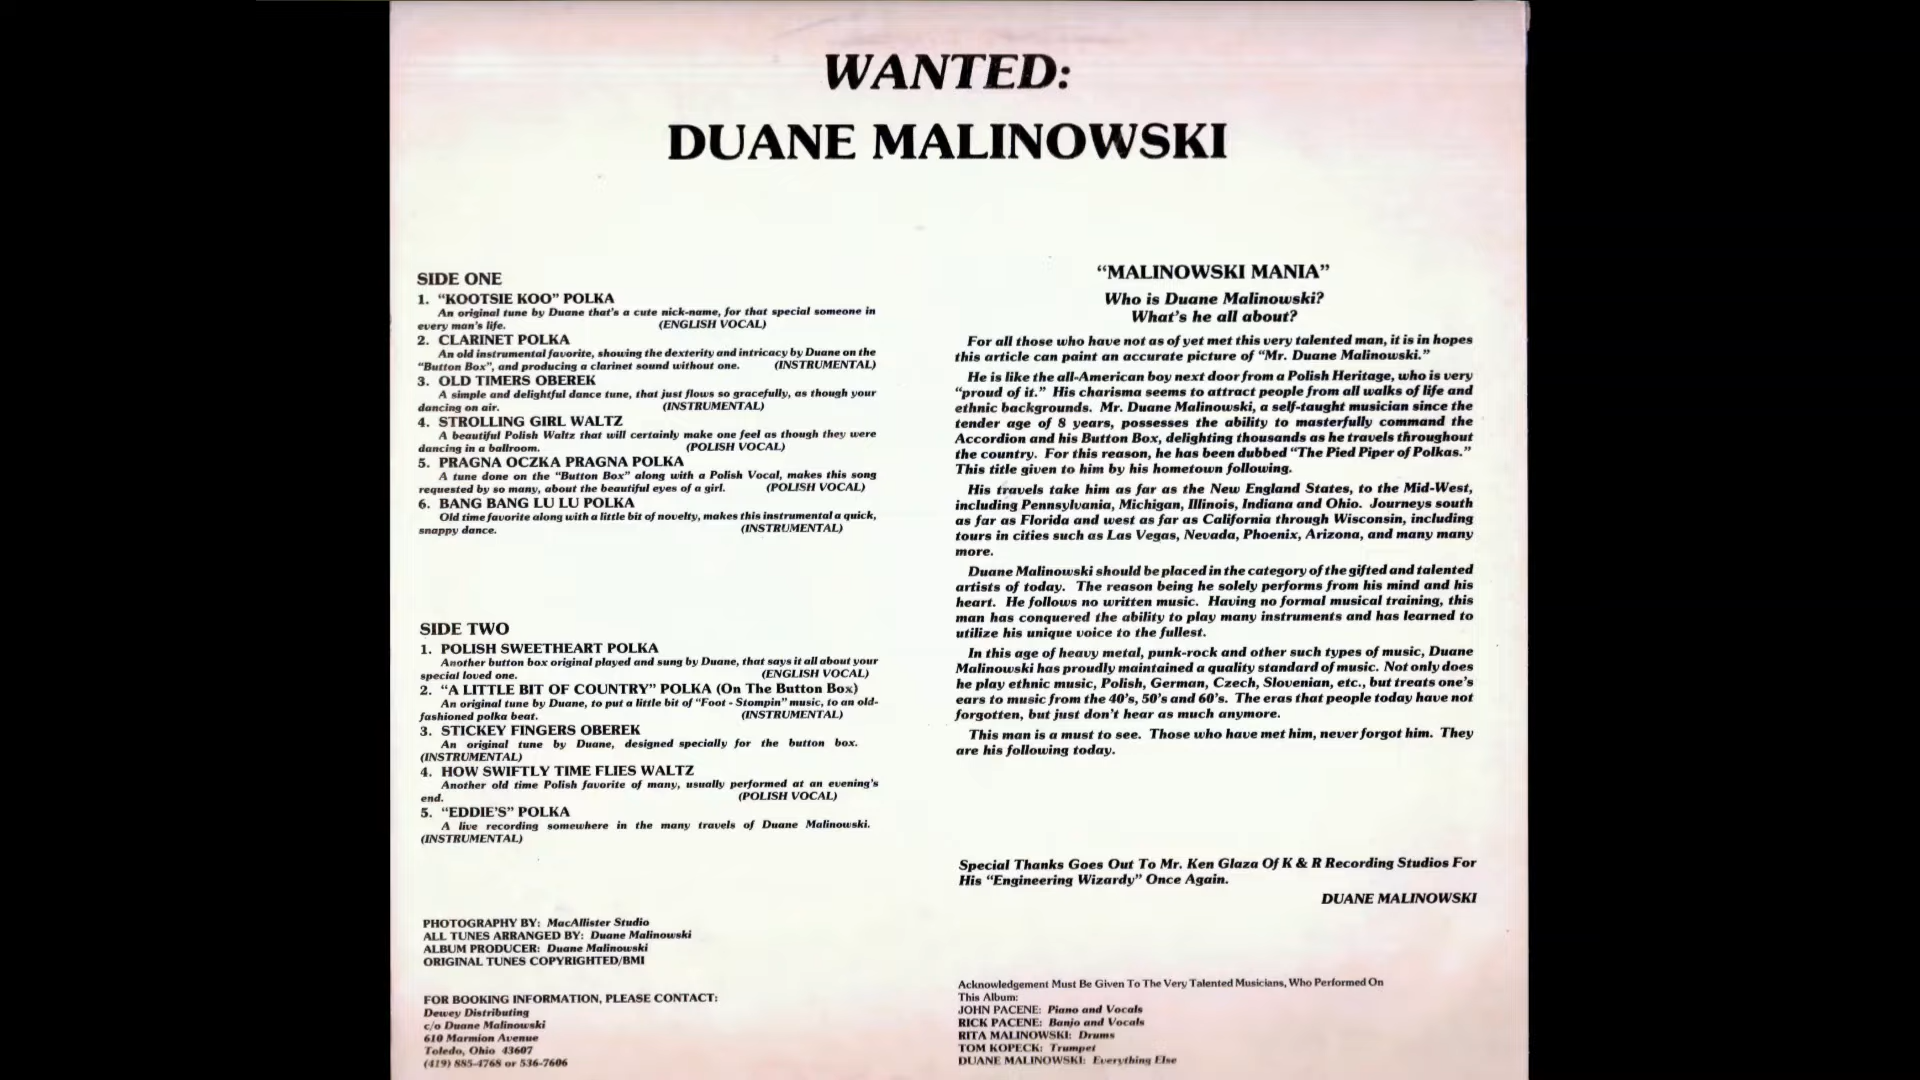 WANTED:
DUANE MALINOWSKI
SIDE ONE
1. “KOOTSIE KOO” POLKA
An original tune by Duane that's a cute nick-name, for that special someone in
every man's life. (ENGLISH VOCAL)
2. CLARINET POLKA
An old instrumental favorite, showing the dexterity and intricacy by Duane on the
“Button Box”, and producing a clarinet sound without one. (INSTRUMENTAL)
3. OLD TIMERS OBEREK
A simple and delightful dance tune, that just flows so gracefully, as though your
dancing on air. (INSTRUMENTAL)
4. STROLLING GIRL WALTZ
A beautiful Polish Waltz that will certainly make one feel as though they were
dancing in a ballroom. (POLISH VOCAL)
5. PRAGNA OCZKA PRAGNA POLKA
A tune done on the “Button Box” along with a Polish Vocal, makes this song
requested by so many, about the beautiful eyes of a girl. (POLISH VOCAL)
6. BANG BANG LU LU POLKA
Old time favorite along with a little bit of novelty, makes this instrumental a quick,
snappy dance. (INSTRUMENTAL)
SIDE TWO
1. POLISH SWEETHEART POLKA
Another button box original played and sung by Duane, that says it all about your
special loved one. (ENGLISH VOCAL)
2. “A LITTLE BIT OF COUNTRY” POLKA (On The Button Box)
An original tune by Duane, to put a little bit of “Foot - Stompin” music, to an old-
fashioned polka beat. (INSTRUMENTAL)
3. STICKEY FINGERS OBEREK
An original tune by Duane, designed specially for the button box.
(INSTRUMENTAL)
4. HOW SWIFTLY TIME FLIES WALTZ
Another old time Polish favorite of many, usually performed at an evening's
end. (POLISH VOCAL)
5. “EDDIE'S” POLKA
A live recording somewhere in the many travels of Duane Malinowski.
(INSTRUMENTAL)
PHOTOGRAPHY BY: MacAllister Studio
ALL TUNES ARRANGED BY: Duane Malinowski
ALBUM PRODUCER: Duane Malinowski
ORIGINAL TUNES COPYRIGHTED/BMI
FOR BOOKING INFORMATION, PLEASE CONTACT:
Dewey Distributing
c/o Duane Malinowski
610 Marmion Avenue
Toledo, Ohio 43607
(419) 885-4768 or 536-7606
“MALINOWSKI MANIA”
Who is Duane Malinowski?
What's he all about?
For all those who have not as of yet met this very talented man, it is in hopes
this article can paint an accurate picture of “Mr. Duane Malinowski.”
He is like the all-American boy next door from a Polish Heritage, who is very
“proud of it.” His charisma seems to attract people from all walks of life and
ethnic backgrounds. Mr. Duane Malinowski, a self-taught musician since the
tender age of 8 years, possesses the ability to masterfully command the
Accordion and his Button Box, delighting thousands as he travels throughout
the country. For this reason, he has been dubbed “The Pied Piper of Polkas.”
This title given to him by his hometown following.
His travels take him as far as the New England States, to the Mid-West,
including Pennsylvania, Michigan, Illinois, Indiana and Ohio. Journeys south
as far as Florida and west as far as California through Wisconsin, including
tours in cities such as Las Vegas, Nevada, Phoenix, Arizona, and many many
more.
Duane Malinowski should be placed in the category of the gifted and talented
artists of today. The reason being he solely performs from his mind and his
heart. He follows no written music. Having no formal musical training, this
man has conquered the ability to play many instruments and has learned to
utilize his unique voice to the fullest.
In this age of heavy metal, punk-rock and other such types of music, Duane
Malinowski has proudly maintained a quality standard of music. Not only does
he play ethnic music, Polish, German, Czech, Slovenian, etc., but treats one's
ears to music from the 40's, 50's and 60's. The eras that people today have not
forgotten, but just don't hear as much anymore.
This man is a must to see. Those who have met him, never forgot him. They
are his following today.
Special Thanks Goes Out To Mr. Ken Glaza Of K & R Recording Studios For
His “Engineering Wizardy” Once Again.
DUANE MALINOWSKI
Acknowledgement Must Be Given To The Very Talented Musicians, Who Performed On
This Album:
JOHN PACENE: Piano and Vocals
RICK PACENE: Banjo and Vocals
RITA MALINOWSKI: Drums
TOM KOPECK: Trumpet
DUANE MALINOWSKI: Everything Else